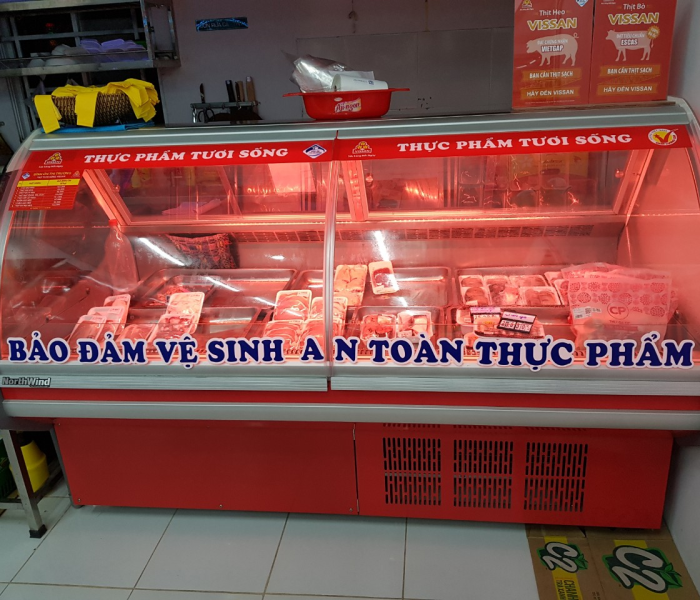 Thịt Heo
VISSAN
VIETGAP
BẠN CẦN THỊT SẠCH
HÃY ĐẾN VISSAN
Thịt Bò
VISSAN
ESCAS
BẠN CẦN THỊT SẠCH
HÃY ĐẾN VISSAN
THỰC PHẨM TƯƠI SỐNG
THỰC PHẨM TƯƠI SỐNG
BẢO ĐẢM VỆ SINH AN TOÀN THỰC PHẨM
CP
NorthWind
C2
C2